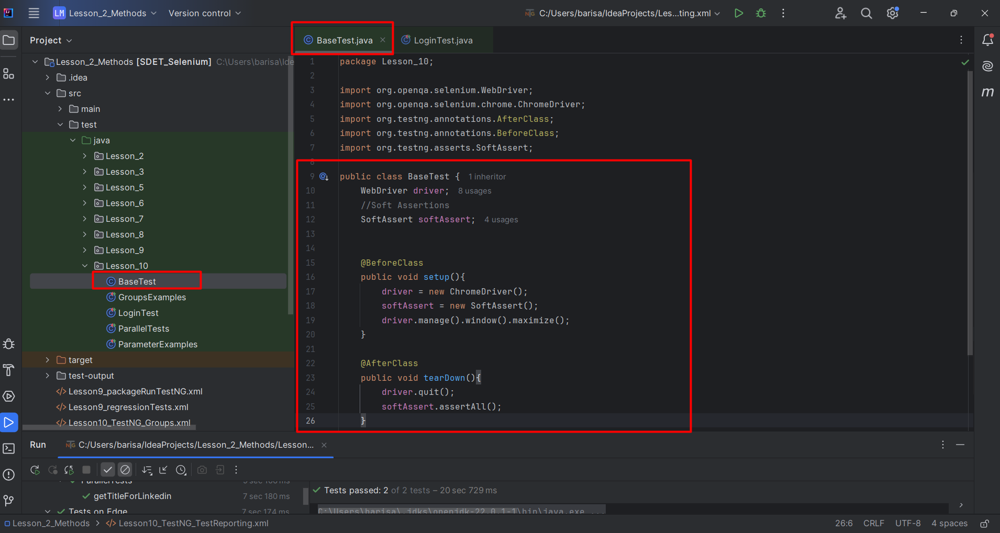 LM Lesson_2_Methods
Version control
C:/Users/barisa/IdeaProjects/Les...ting.xml
Project
BaseTest.java
LoginTest.java
Lesson_2_Methods [SDET_Selenium] C:\Users\barisa\Ide
.idea
src
main
test
java
Lesson_2
Lesson_3
Lesson_5
Lesson_6
Lesson_7
Lesson_8
Lesson_9
Lesson_10
BaseTest
GroupsExamples
LoginTest
ParallelTests
ParameterExamples
target
test-output
Lesson9_packageRunTestNG.xml
Lesson9_regressionTests.xml
Lesson10_TestNG_Groups.xml
1 package Lesson_10;
2
3 import org.openqa.selenium.WebDriver;
4 import org.openqa.selenium.chrome.ChromeDriver;
5 import org.testng.annotations.AfterClass;
6 import org.testng.annotations.BeforeClass;
7 import org.testng.asserts.SoftAssert;
8
9 public class BaseTest { 1 inheritor
10 WebDriver driver; 8 usages
11 //Soft Assertions
12 SoftAssert softAssert; 4 usages
13
14
15 @BeforeClass
16 public void setup(){
17 driver = new ChromeDriver();
18 softAssert = new SoftAssert();
19 driver.manage().window().maximize();
20 }
21
22 @AfterClass
23 public void tearDown(){
24 driver.quit();
25 softAssert.assertAll();
26 }
Run
C:/Users/barisa/IdeaProjects/Lesson_2_Methods/Lesson...
ParallelTests
getTitleForLinkedin 7 sec 180 ms
Tests on Edge 7 sec 174 ms
Tests passed: 2 of 2 tests – 20 sec 729 ms
C:\Users\barisa\.jdks\openjdk-22.0.1-1\bin\java.exe ...
Lesson_2_Methods > Lesson10_TestNG_TestReporting.xml
26:6 CRLF UTF-8 4 spaces